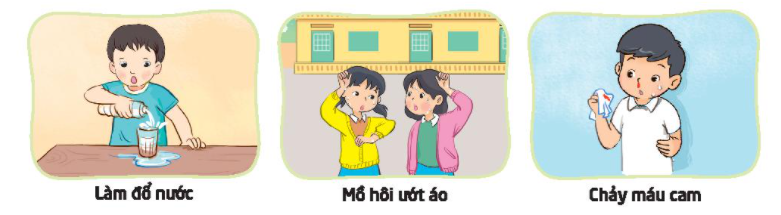 Làm đổ nước
Mồ hôi ướt áo
Chảy máu cam